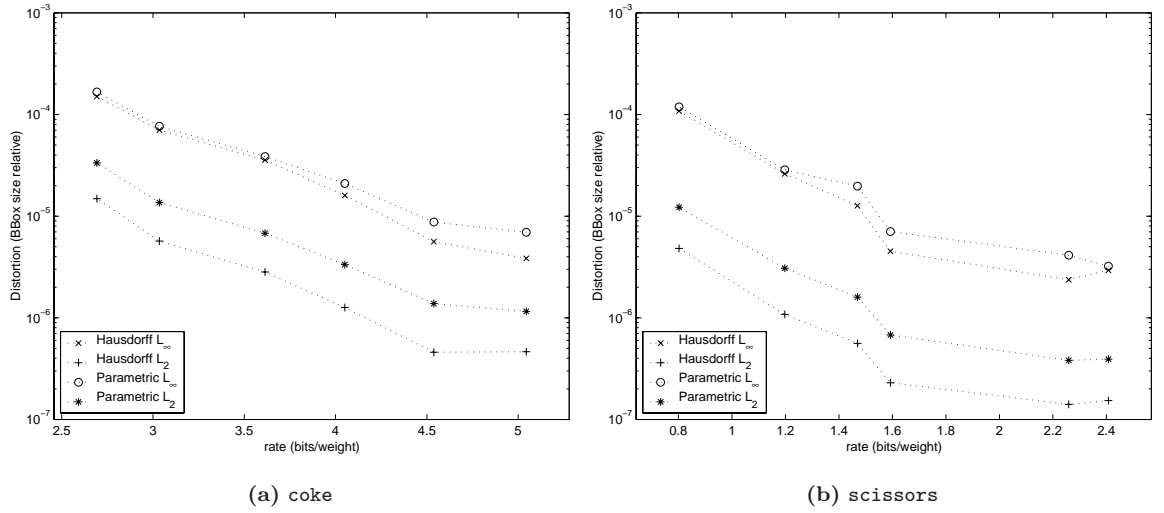 10⁻³
10⁻⁴
10⁻⁵
10⁻⁶
10⁻⁷
Distortion (BBox size relative)
Hausdorff L∞
Hausdorff L₂
Parametric L∞
Parametric L₂
2.5 3 3.5 4 4.5 5
rate (bits/weight)
(a) coke
10⁻³
10⁻⁴
10⁻⁵
10⁻⁶
10⁻⁷
Distortion (BBox size relative)
Hausdorff L∞
Hausdorff L₂
Parametric L∞
Parametric L₂
0.8 1 1.2 1.4 1.6 1.8 2 2.2 2.4
rate (bits/weight)
(b) scissors